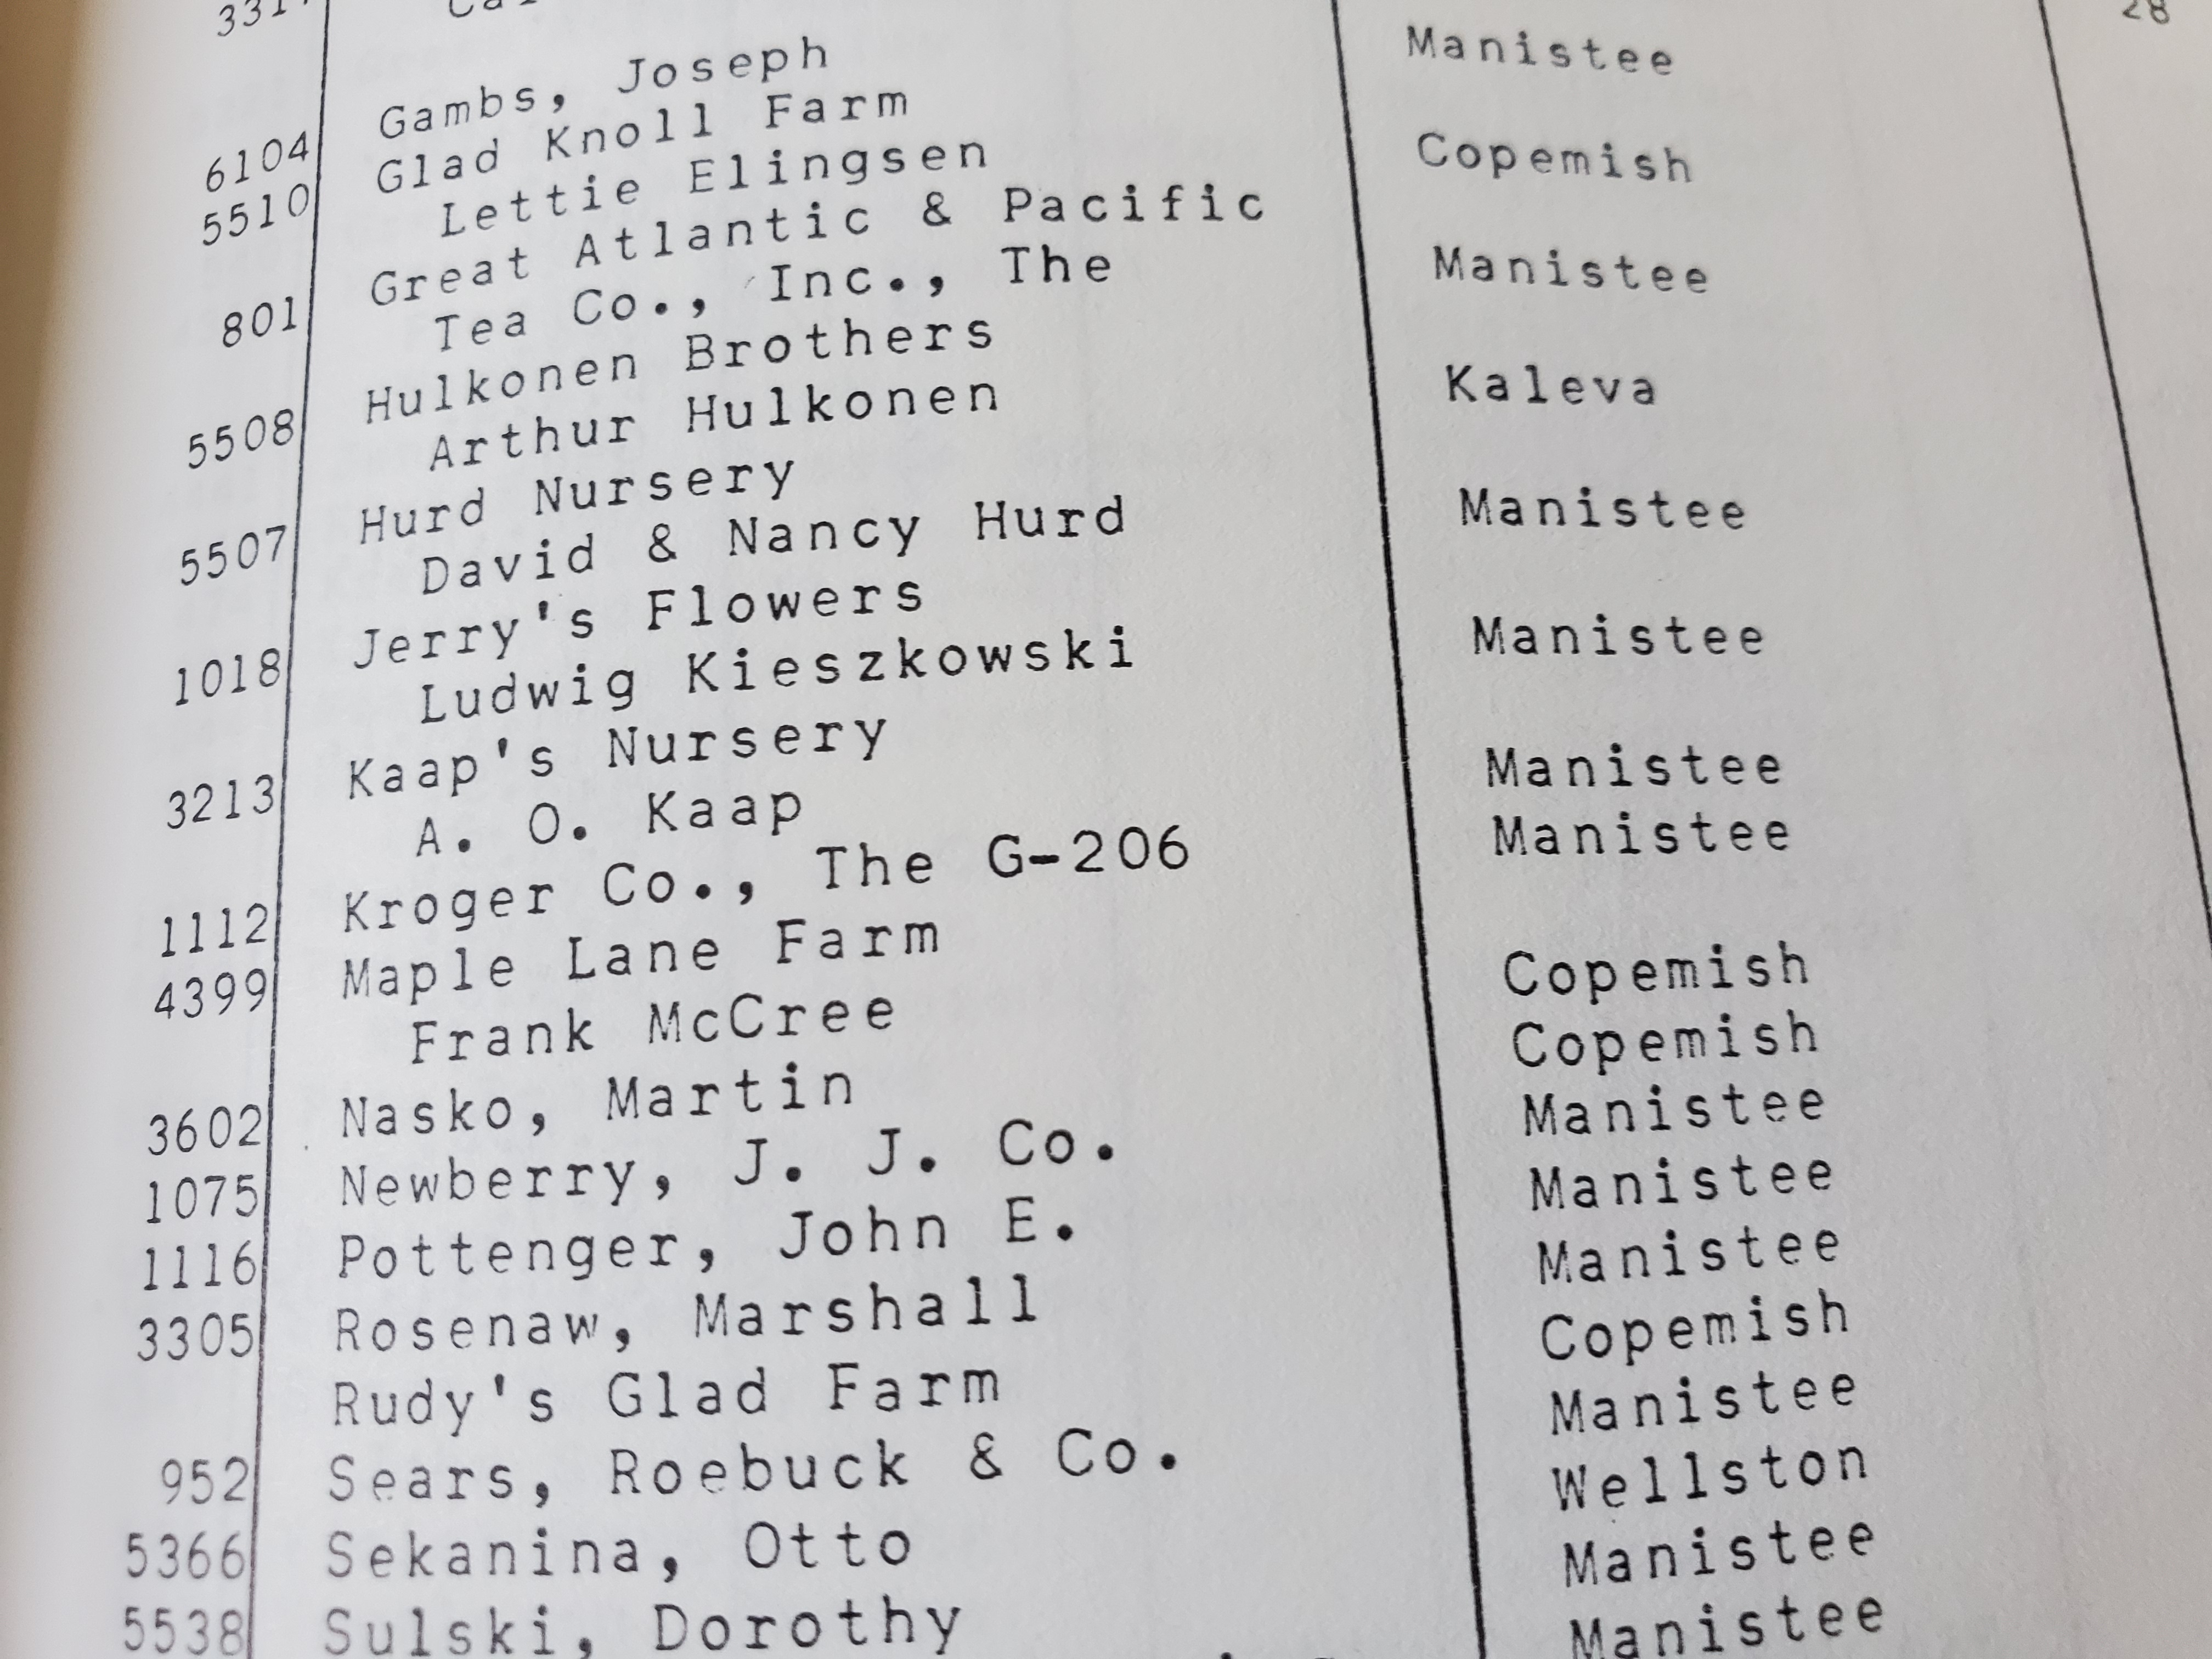 Gambs, Joseph Manistee
6104 Glad Knoll Farm
5510 Lettie Elingsen Copemish
Great Atlantic & Pacific
801 Tea Co., Inc., The Manistee
Hulkonen Brothers
5508 Arthur Hulkonen Kaleva
Hurd Nursery
5507 David & Nancy Hurd Manistee
Jerry's Flowers
1018 Ludwig Kieszkowski Manistee
Kaap's Nursery
3213 A. O. Kaap Manistee
1112 Kroger Co., The G-206 Manistee
4399 Maple Lane Farm
Frank McCree Copemish
3602 Nasko, Martin Copemish
1075 Newberry, J. J. Co. Manistee
1116 Pottenger, John E. Manistee
3305 Rosenaw, Marshall Manistee
Rudy's Glad Farm Copemish
952 Sears, Roebuck & Co. Manistee
5366 Sekanina, Otto Wellston
5538 Sulski, Dorothy Manistee
Manistee